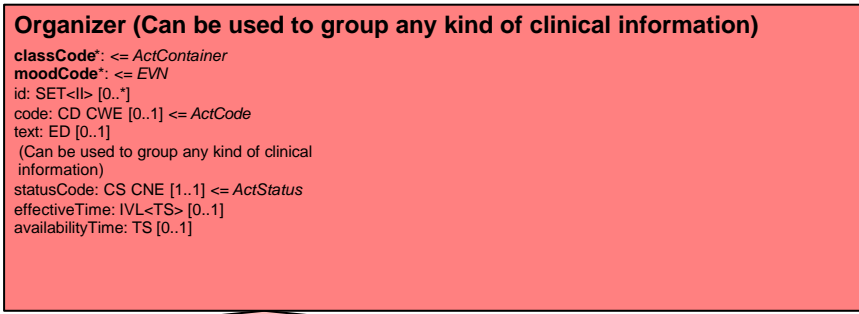 Organizer (Can be used to group any kind of clinical information)
classCode*: <= ActContainer
moodCode*: <= EVN
id: SET<II> [0..*]
code: CD CWE [0..1] <= ActCode
text: ED [0..1]
(Can be used to group any kind of clinical
information)
statusCode: CS CNE [1..1] <= ActStatus
effectiveTime: IVL<TS> [0..1]
availabilityTime: TS [0..1]